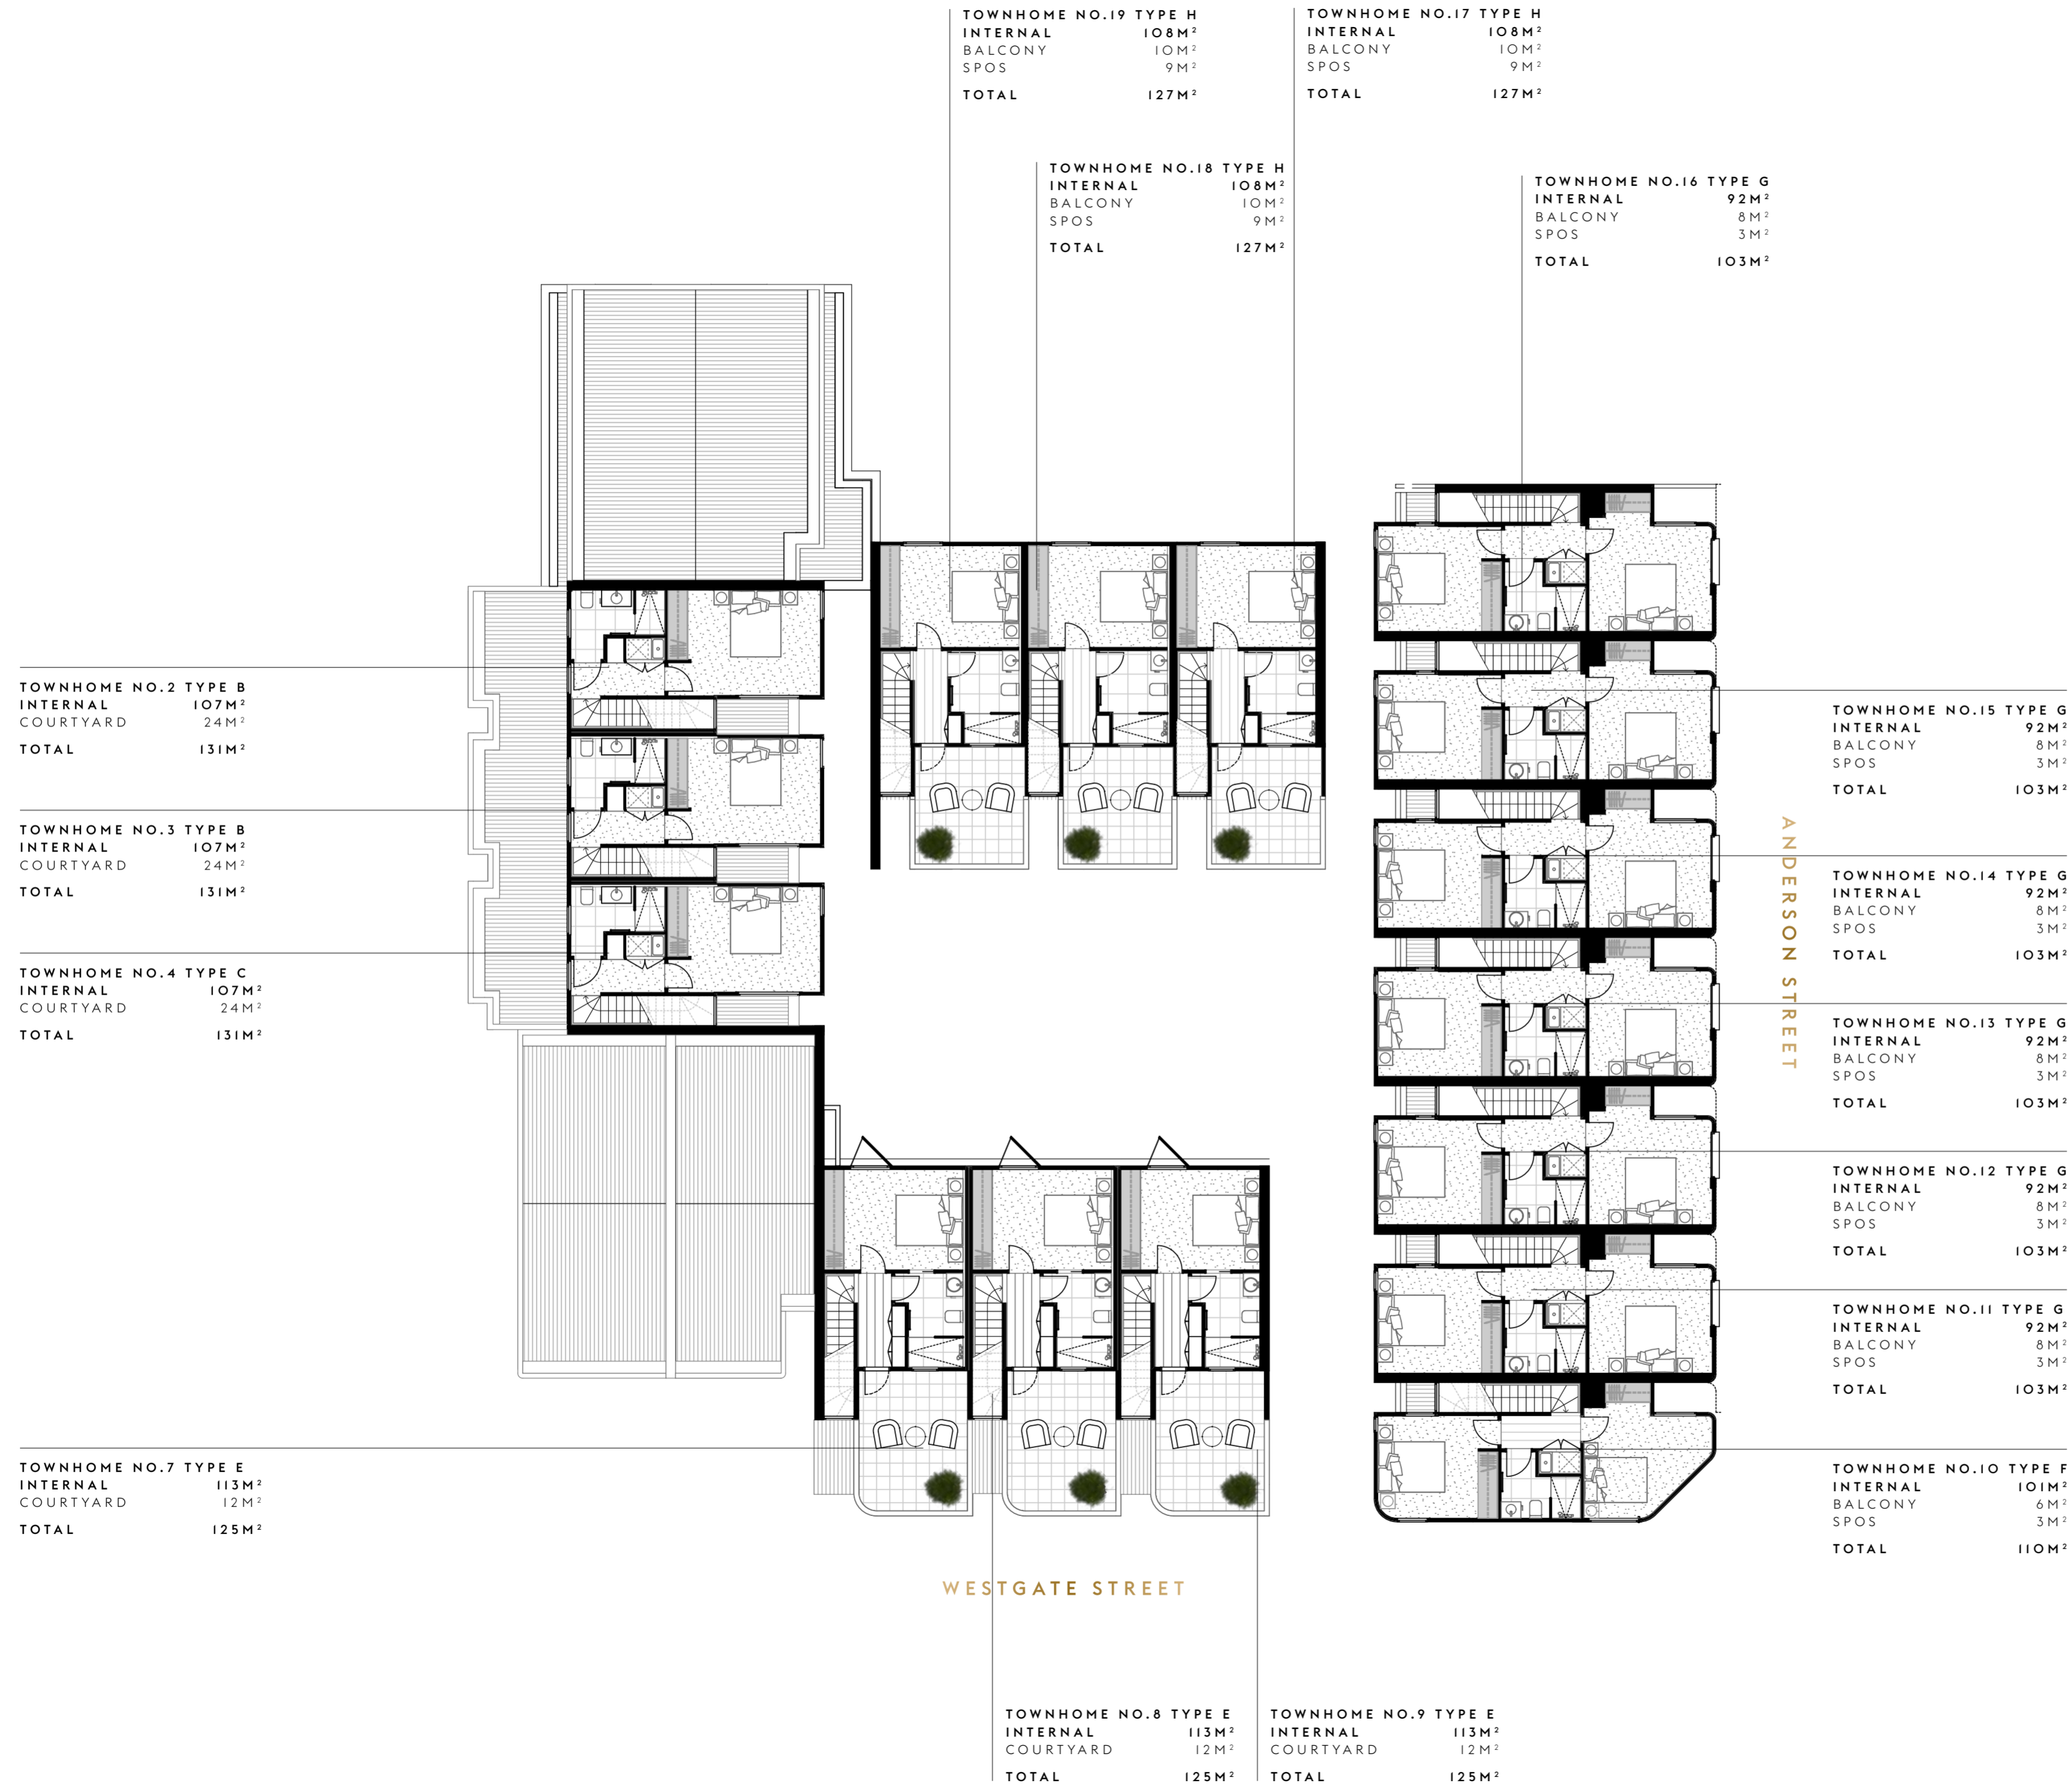 TOWNHOME NO.19 TYPE H
INTERNAL 108M²
BALCONY 10M²
SPOS 9M²
TOTAL 127M²
TOWNHOME NO.17 TYPE H
INTERNAL 108M²
BALCONY 10M²
SPOS 9M²
TOTAL 127M²
TOWNHOME NO.18 TYPE H
INTERNAL 108M²
BALCONY 10M²
SPOS 9M²
TOTAL 127M²
TOWNHOME NO.16 TYPE G
INTERNAL 92M²
BALCONY 8M²
SPOS 3M²
TOTAL 103M²
TOWNHOME NO.2 TYPE B
INTERNAL 107M²
COURTYARD 24M²
TOTAL 131M²
TOWNHOME NO.3 TYPE B
INTERNAL 107M²
COURTYARD 24M²
TOTAL 131M²
TOWNHOME NO.4 TYPE C
INTERNAL 107M²
COURTYARD 24M²
TOTAL 131M²
TOWNHOME NO.7 TYPE E
INTERNAL 113M²
COURTYARD 12M²
TOTAL 125M²
TOWNHOME NO.15 TYPE G
INTERNAL 92M²
BALCONY 8M²
SPOS 3M²
TOTAL 103M²
TOWNHOME NO.14 TYPE G
INTERNAL 92M²
BALCONY 8M²
SPOS 3M²
TOTAL 103M²
ANDERSON STREET
TOWNHOME NO.13 TYPE G
INTERNAL 92M²
BALCONY 8M²
SPOS 3M²
TOTAL 103M²
TOWNHOME NO.12 TYPE G
INTERNAL 92M²
BALCONY 8M²
SPOS 3M²
TOTAL 103M²
TOWNHOME NO.11 TYPE G
INTERNAL 92M²
BALCONY 8M²
SPOS 3M²
TOTAL 103M²
TOWNHOME NO.10 TYPE F
INTERNAL 101M²
BALCONY 6M²
SPOS 3M²
TOTAL 110M²
WESTGATE STREET
TOWNHOME NO.8 TYPE E
INTERNAL 113M²
COURTYARD 12M²
TOTAL 125M²
TOWNHOME NO.9 TYPE E
INTERNAL 113M²
COURTYARD 12M²
TOTAL 125M²